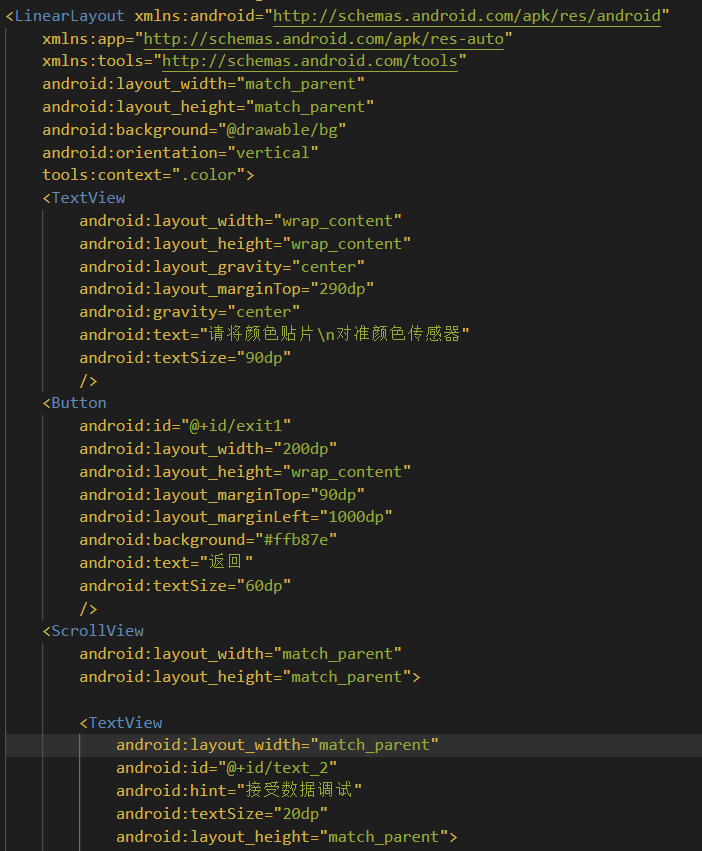 <LinearLayout xmlns:android="http://schemas.android.com/apk/res/android"
    xmlns:app="http://schemas.android.com/apk/res-auto"
    xmlns:tools="http://schemas.android.com/tools"
    android:layout_width="match_parent"
    android:layout_height="match_parent"
    android:background="@drawable/bg"
    android:orientation="vertical"
    tools:context=".color">
    <TextView
        android:layout_width="wrap_content"
        android:layout_height="wrap_content"
        android:layout_gravity="center"
        android:layout_marginTop="290dp"
        android:gravity="center"
        android:text="请将颜色贴片\n对准颜色传感器"
        android:textSize="90dp"
        />
    <Button
        android:id="@+id/exit1"
        android:layout_width="200dp"
        android:layout_height="wrap_content"
        android:layout_marginTop="90dp"
        android:layout_marginLeft="1000dp"
        android:background="#ffb87e"
        android:text="返回"
        android:textSize="60dp"
        />
    <ScrollView
        android:layout_width="match_parent"
        android:layout_height="match_parent">

        <TextView
            android:layout_width="match_parent"
            android:id="@+id/text_2"
            android:hint="接受数据调试"
            android:textSize="20dp"
            android:layout_height="match_parent">